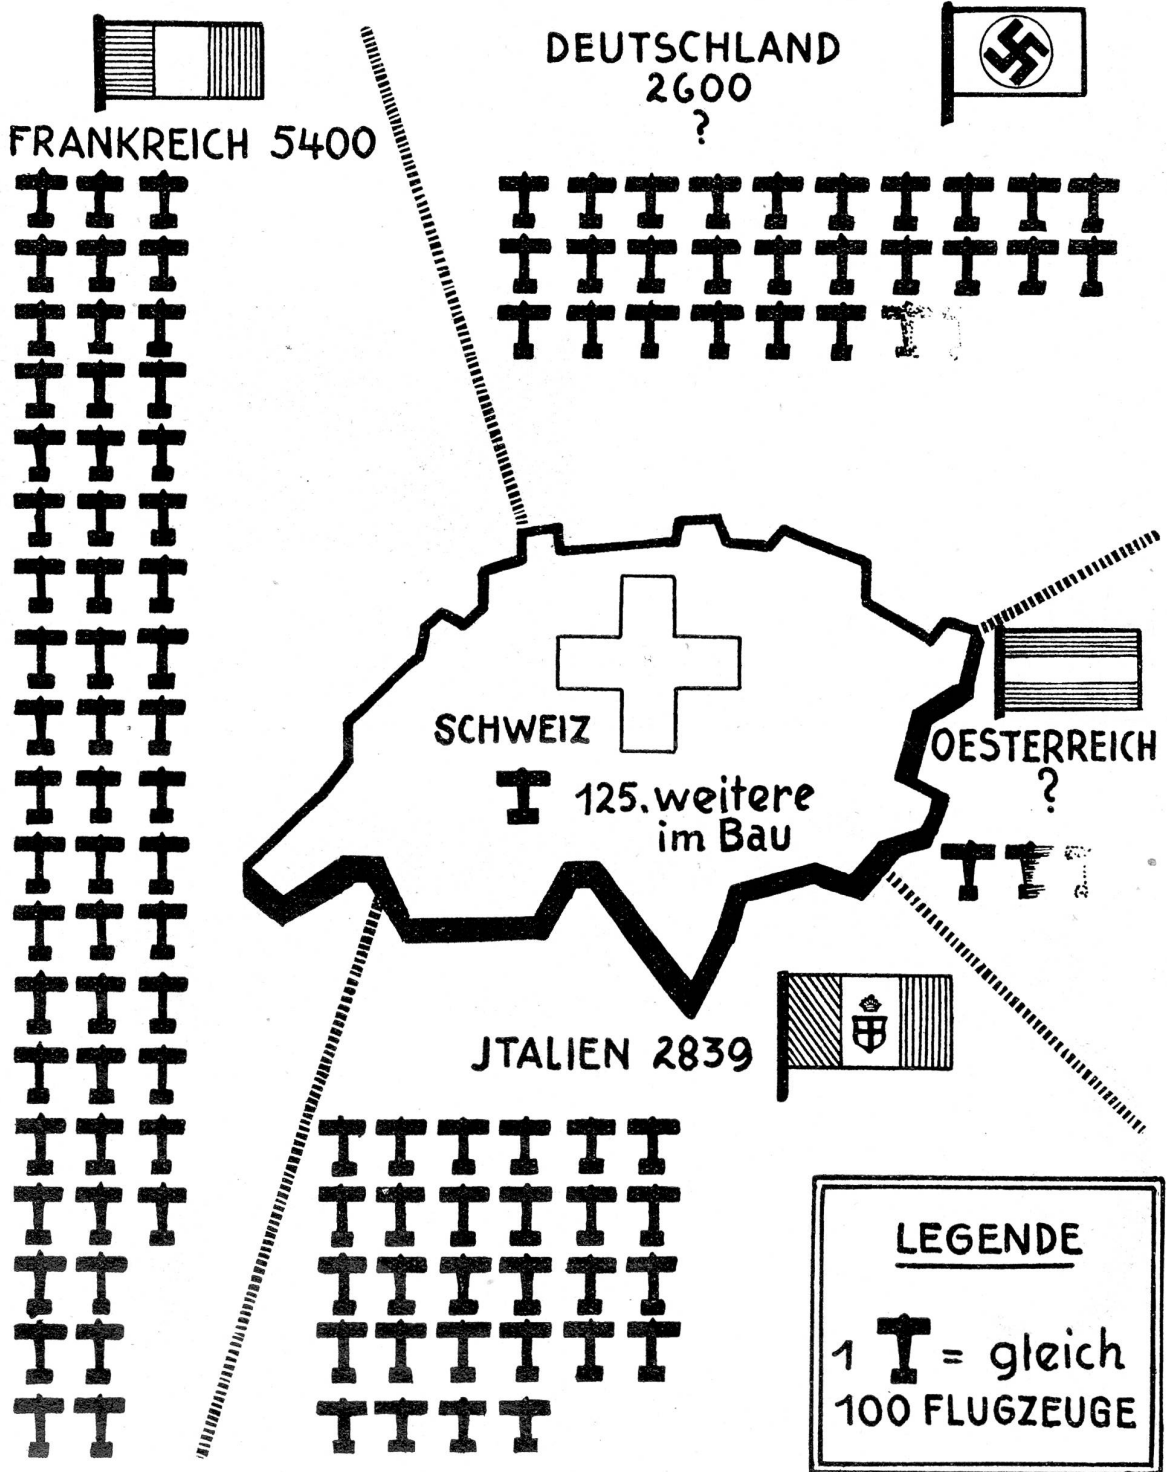 FRANKREICH 5400
DEUTSCHLAND
2600
?
SCHWEIZ
125. weitere
im Bau
OESTERREICH
?
JTALIEN 2839
LEGENDE
1 = gleich
100 FLUGZEUGE